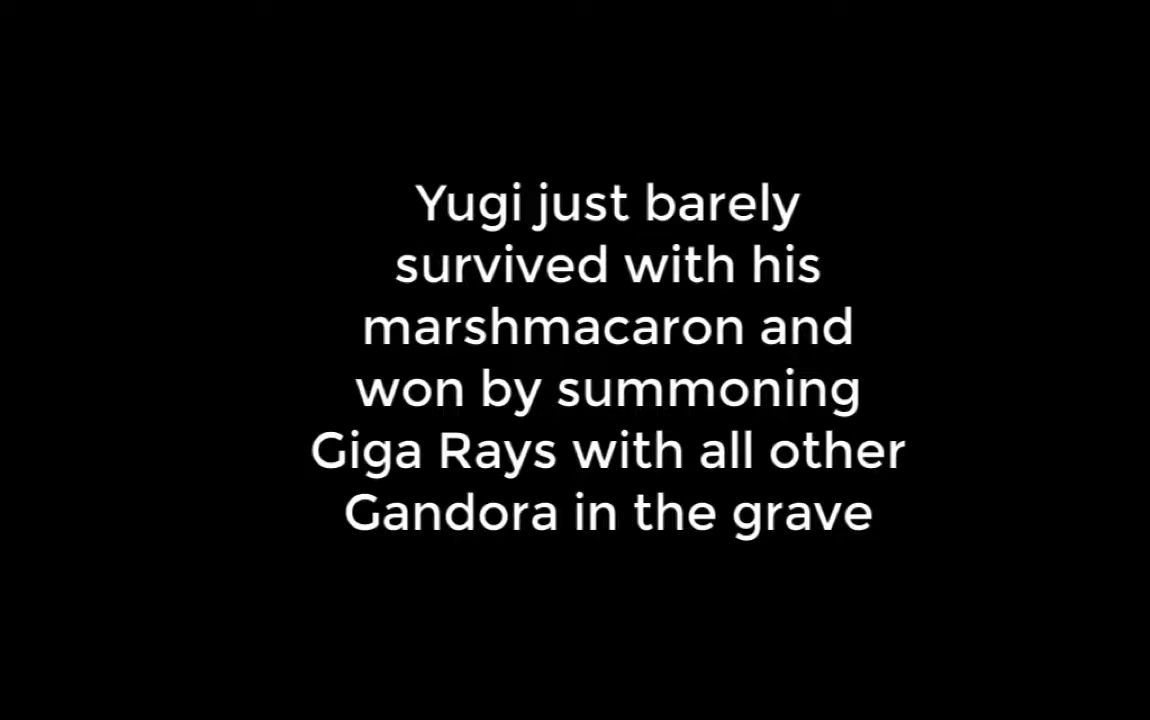 Yugi just barely
survived with his
marshmacaron and
won by summoning
Giga Rays with all other
Gandora in the grave